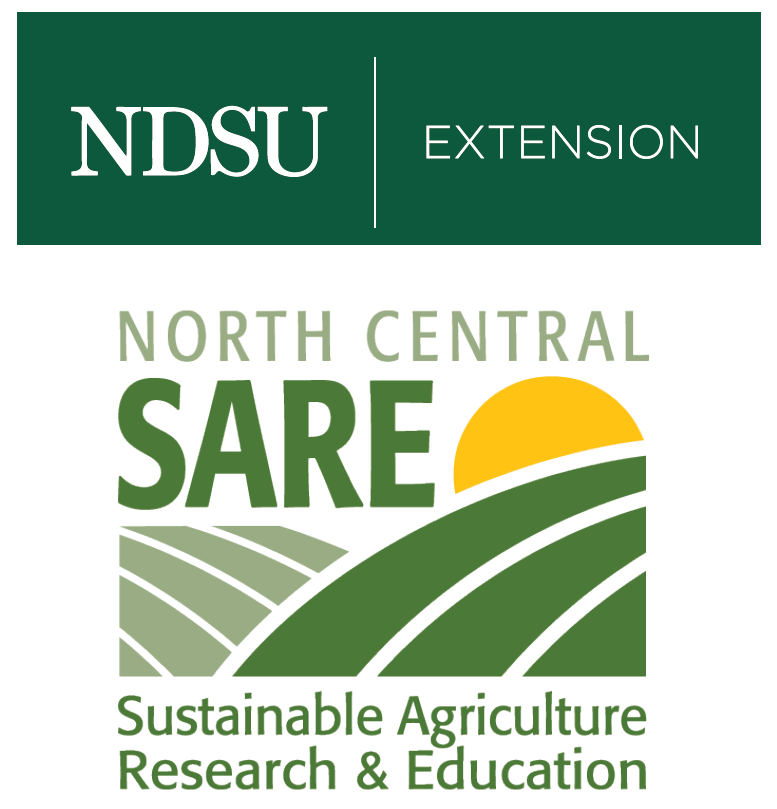 NDSU | EXTENSION
NORTH CENTRAL
SARE
Sustainable Agriculture
Research & Education